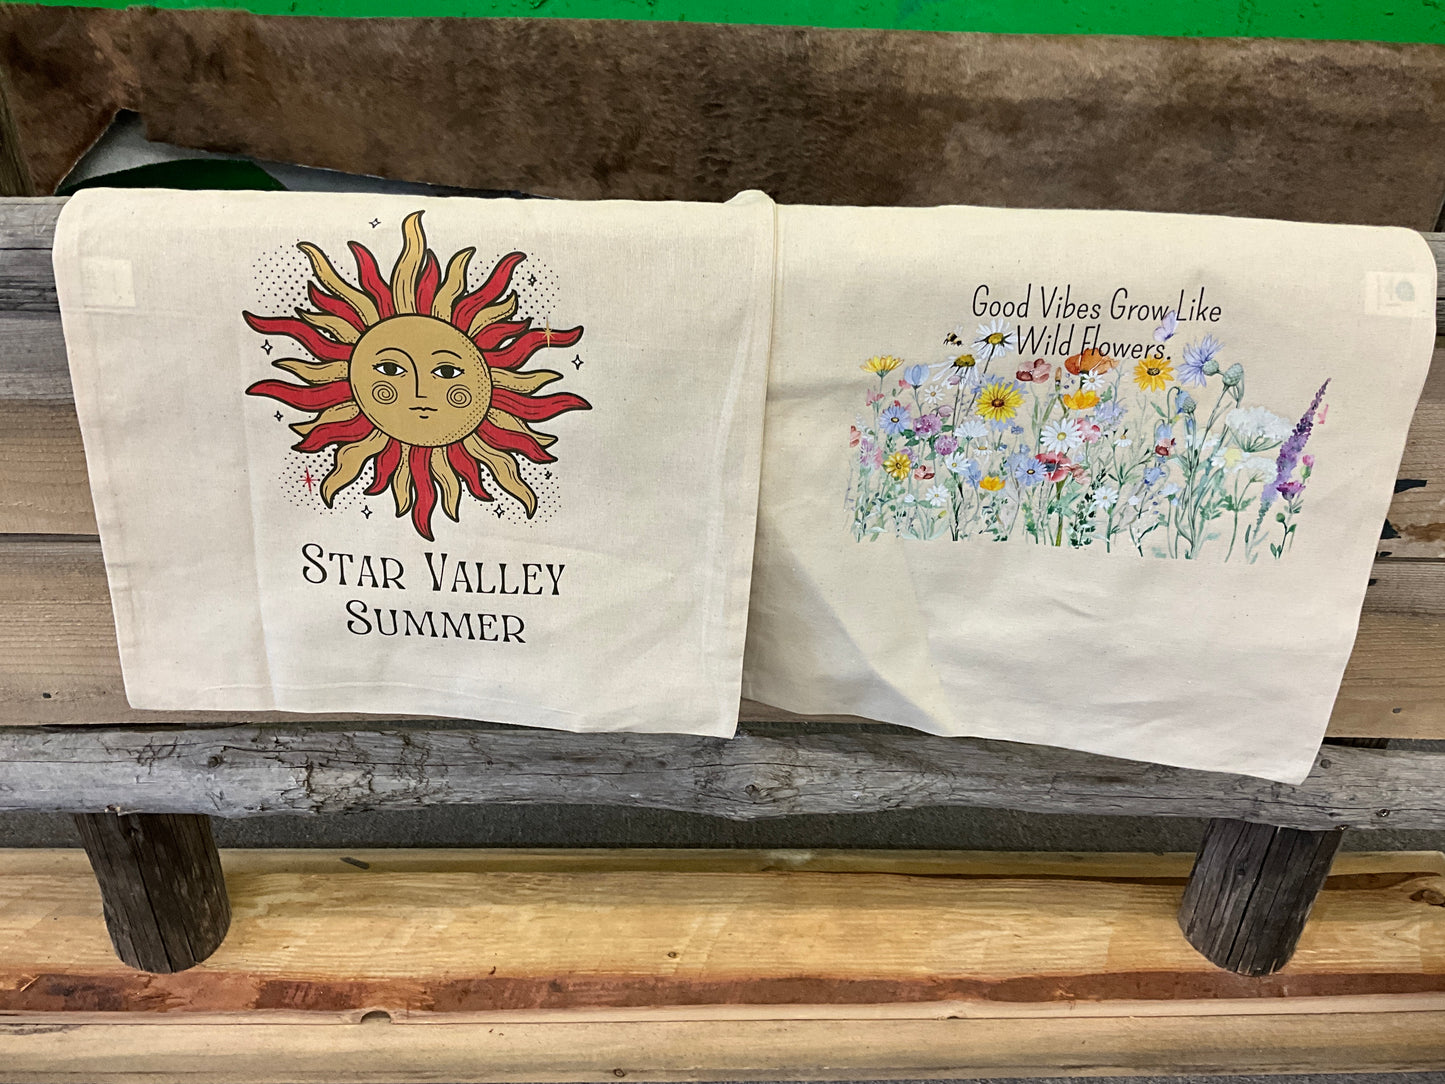 STAR VALLEY
SUMMER
Good Vibes Grow Like
Wild Flowers.